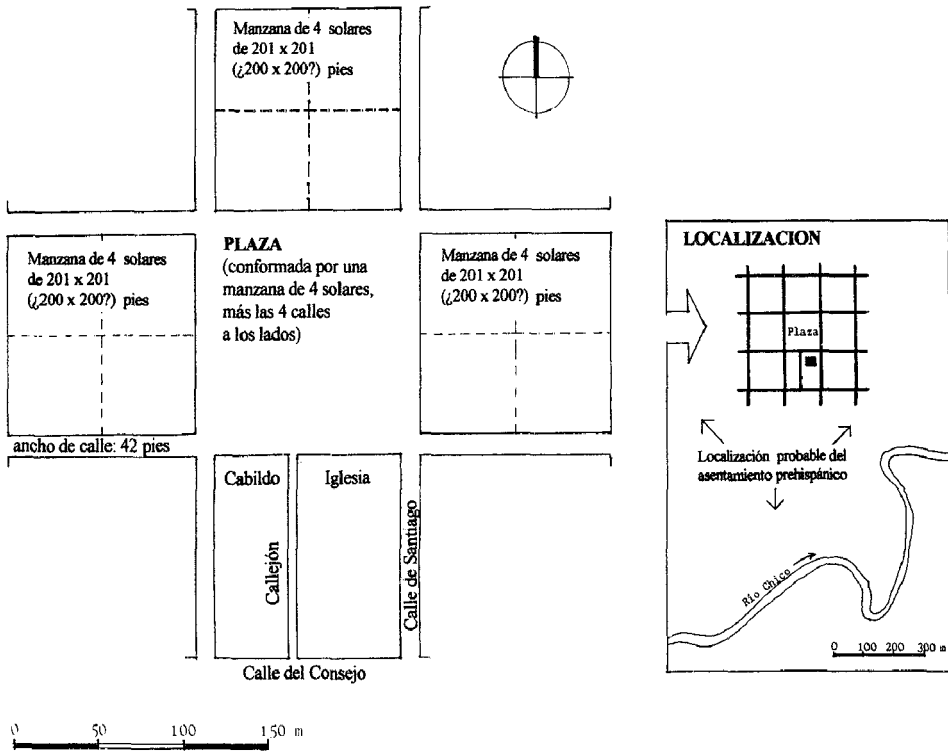 Manzana de 4 solares
de 201 x 201
(¿200 x 200?) pies
Manzana de 4 solares
de 201 x 201
(¿200 x 200?) pies
PLAZA
(conformada por una
manzana de 4 solares,
más las 4 calles
a los lados)
Manzana de 4 solares
de 201 x 201
(¿200 x 200?) pies
ancho de calle: 42 pies
Cabildo
Iglesia
Callejón
Calle de Santiago
Calle del Consejo
0 50 100 150 m
LOCALIZACION
Plaza
Localización probable del
asentamiento prehispánico
Río Chico
0 100 200 300 m